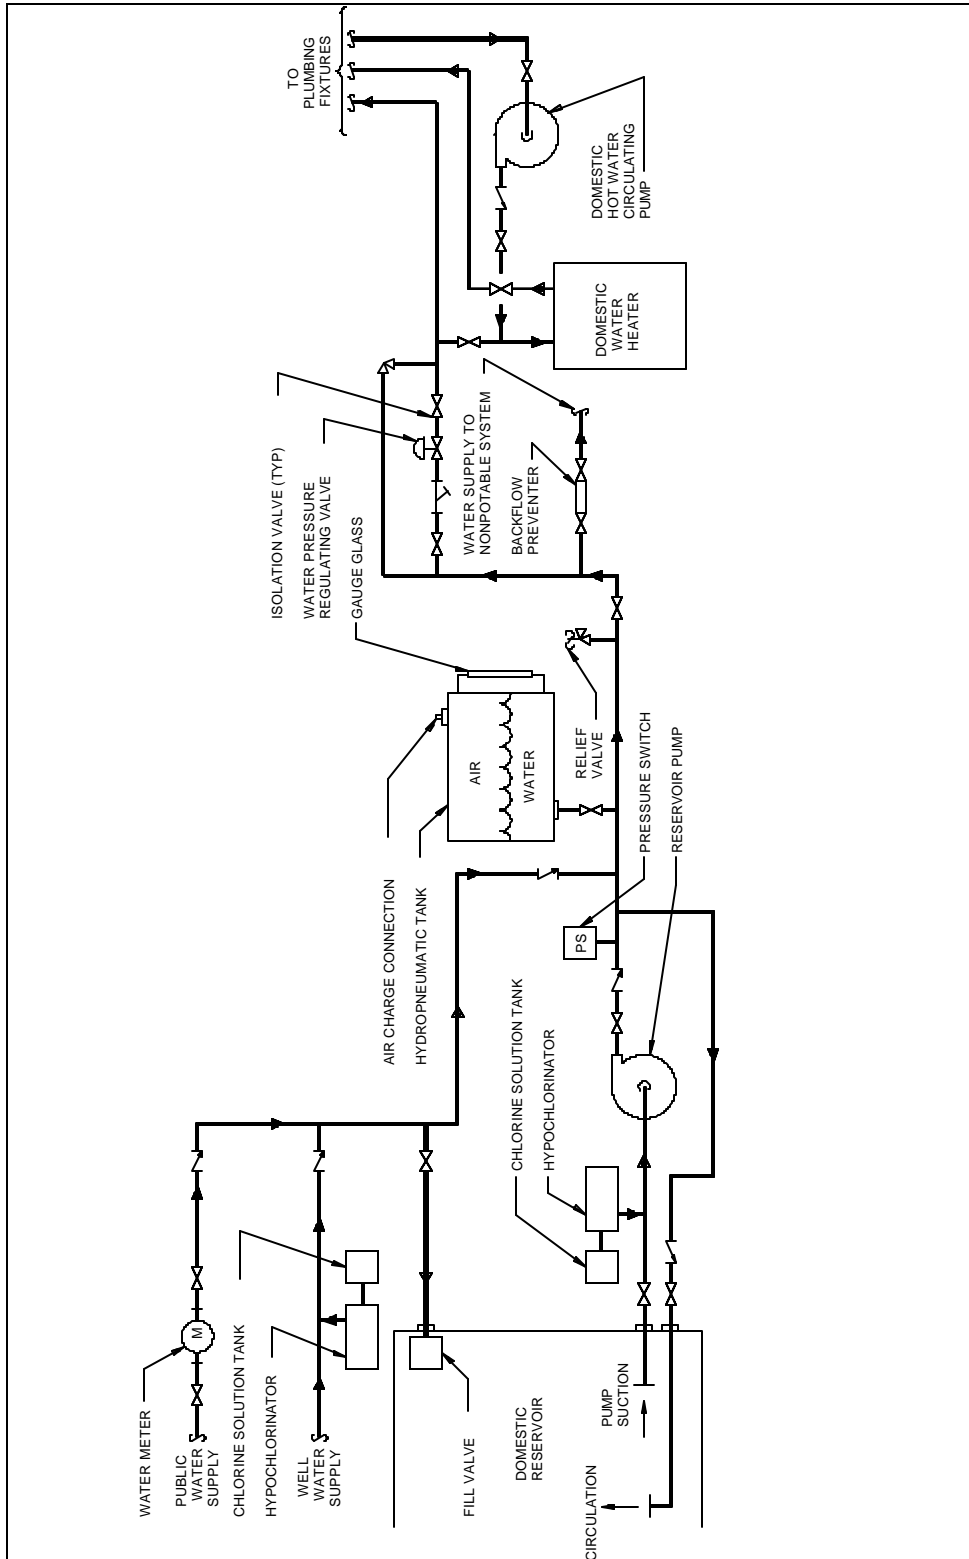 WATER METER
PUBLIC
WATER
SUPPLY
CHLORINE SOLUTION TANK
HYPOCHLORINATOR
WELL
WATER
SUPPLY
M
FILL VALVE
DOMESTIC
RESERVOIR
PUMP
SUCTION
CIRCULATION
CHLORINE SOLUTION TANK
HYPOCHLORINATOR
AIR CHARGE CONNECTION
HYDROPNEUMATIC TANK
AIR
WATER
PS
PRESSURE SWITCH
RESERVOIR PUMP
RELIEF
VALVE
ISOLATION VALVE (TYP)
WATER PRESSURE
REGULATING VALVE
GAUGE GLASS
WATER SUPPLY TO
NONPOTABLE SYSTEM
BACKFLOW
PREVENTER
TO
PLUMBING
FIXTURES
DOMESTIC
HOT WATER
CIRCULATING
PUMP
DOMESTIC
WATER
HEATER